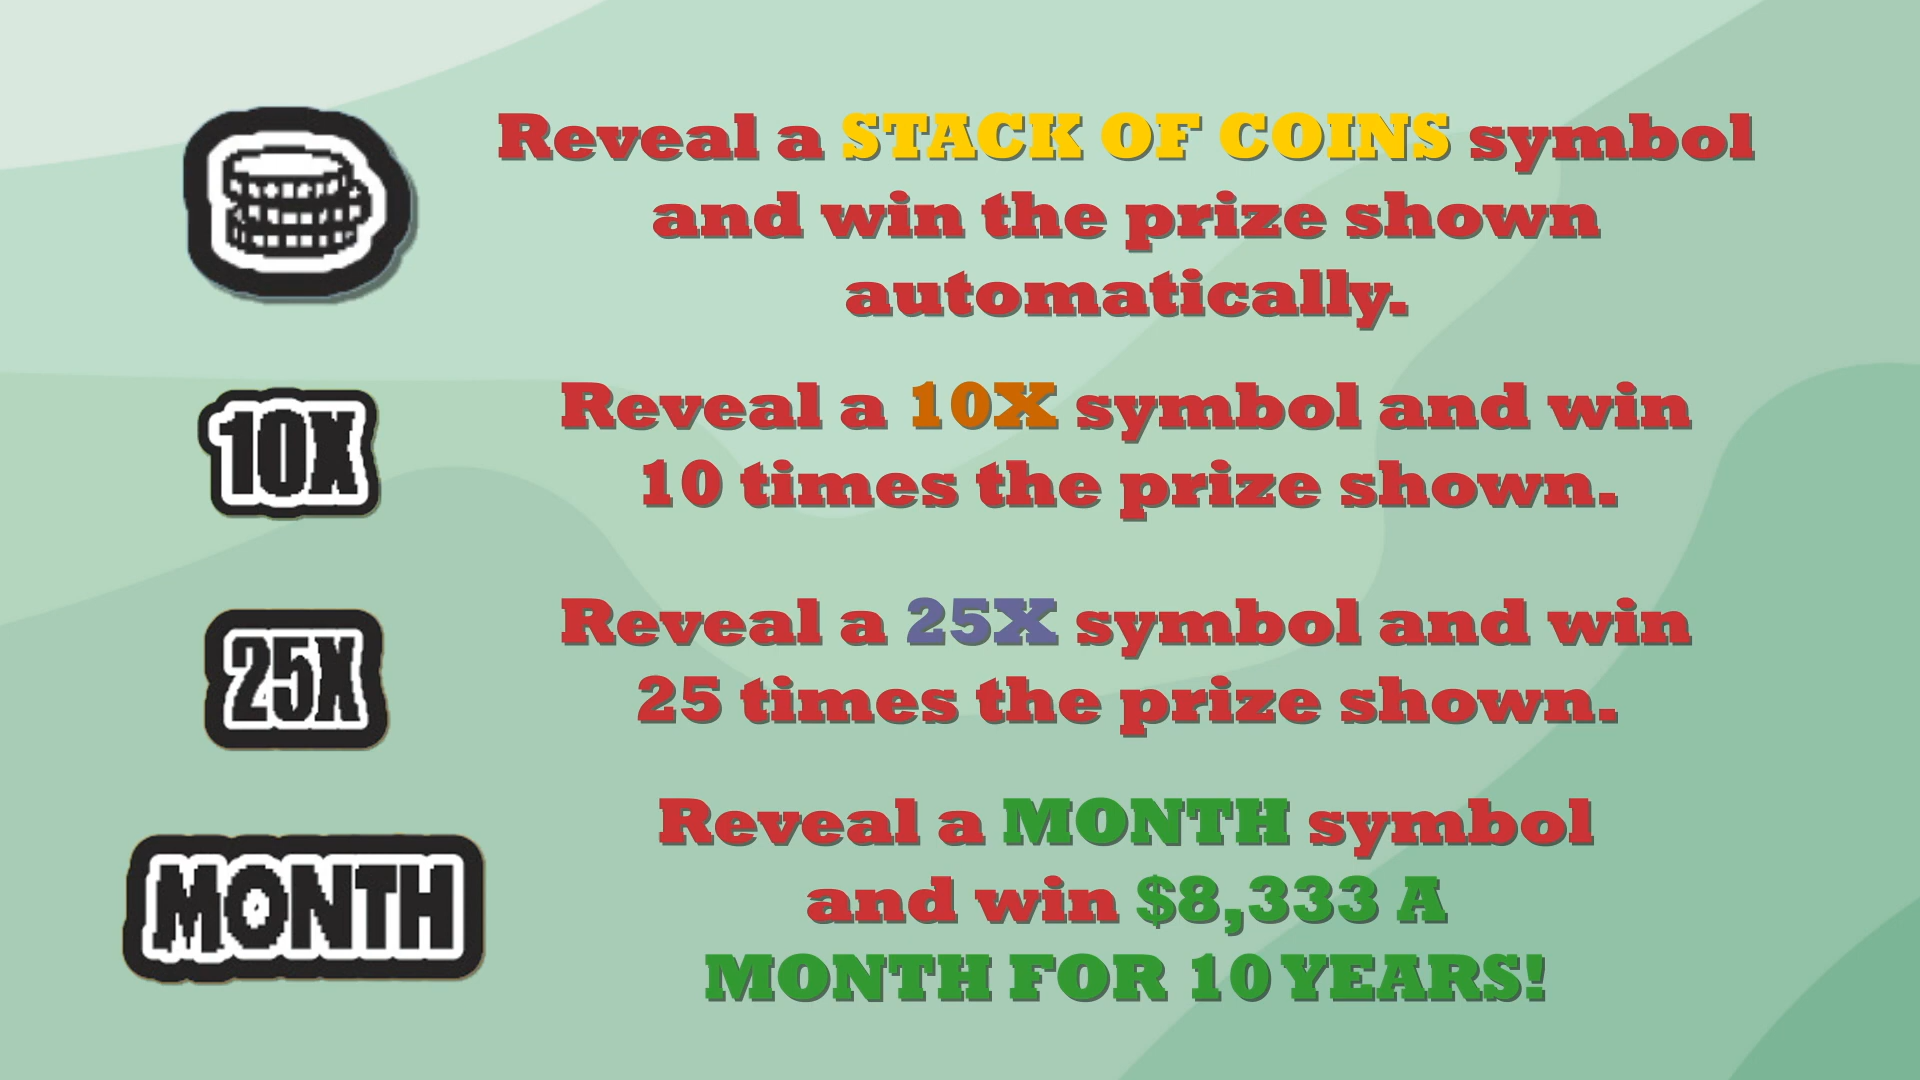 Reveal a STACK OF COINS symbol
and win the prize shown
automatically.
10X
Reveal a 10X symbol and win
10 times the prize shown.
25X
Reveal a 25X symbol and win
25 times the prize shown.
MONTH
Reveal a MONTH symbol
and win $8,333 A
MONTH FOR 10 YEARS!